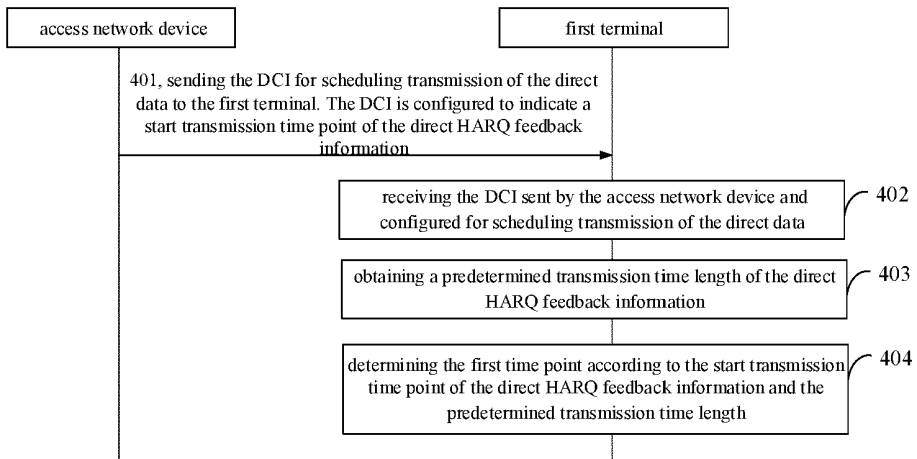 access network device
first terminal
401, sending the DCI for scheduling transmission of the direct
data to the first terminal. The DCI is configured to indicate a
start transmission time point of the direct HARQ feedback
information
receiving the DCI sent by the access network device and
configured for scheduling transmission of the direct data
402
obtaining a predetermined transmission time length of the direct
HARQ feedback information
403
determining the first time point according to the start transmission
time point of the direct HARQ feedback information and the
predetermined transmission time length
404